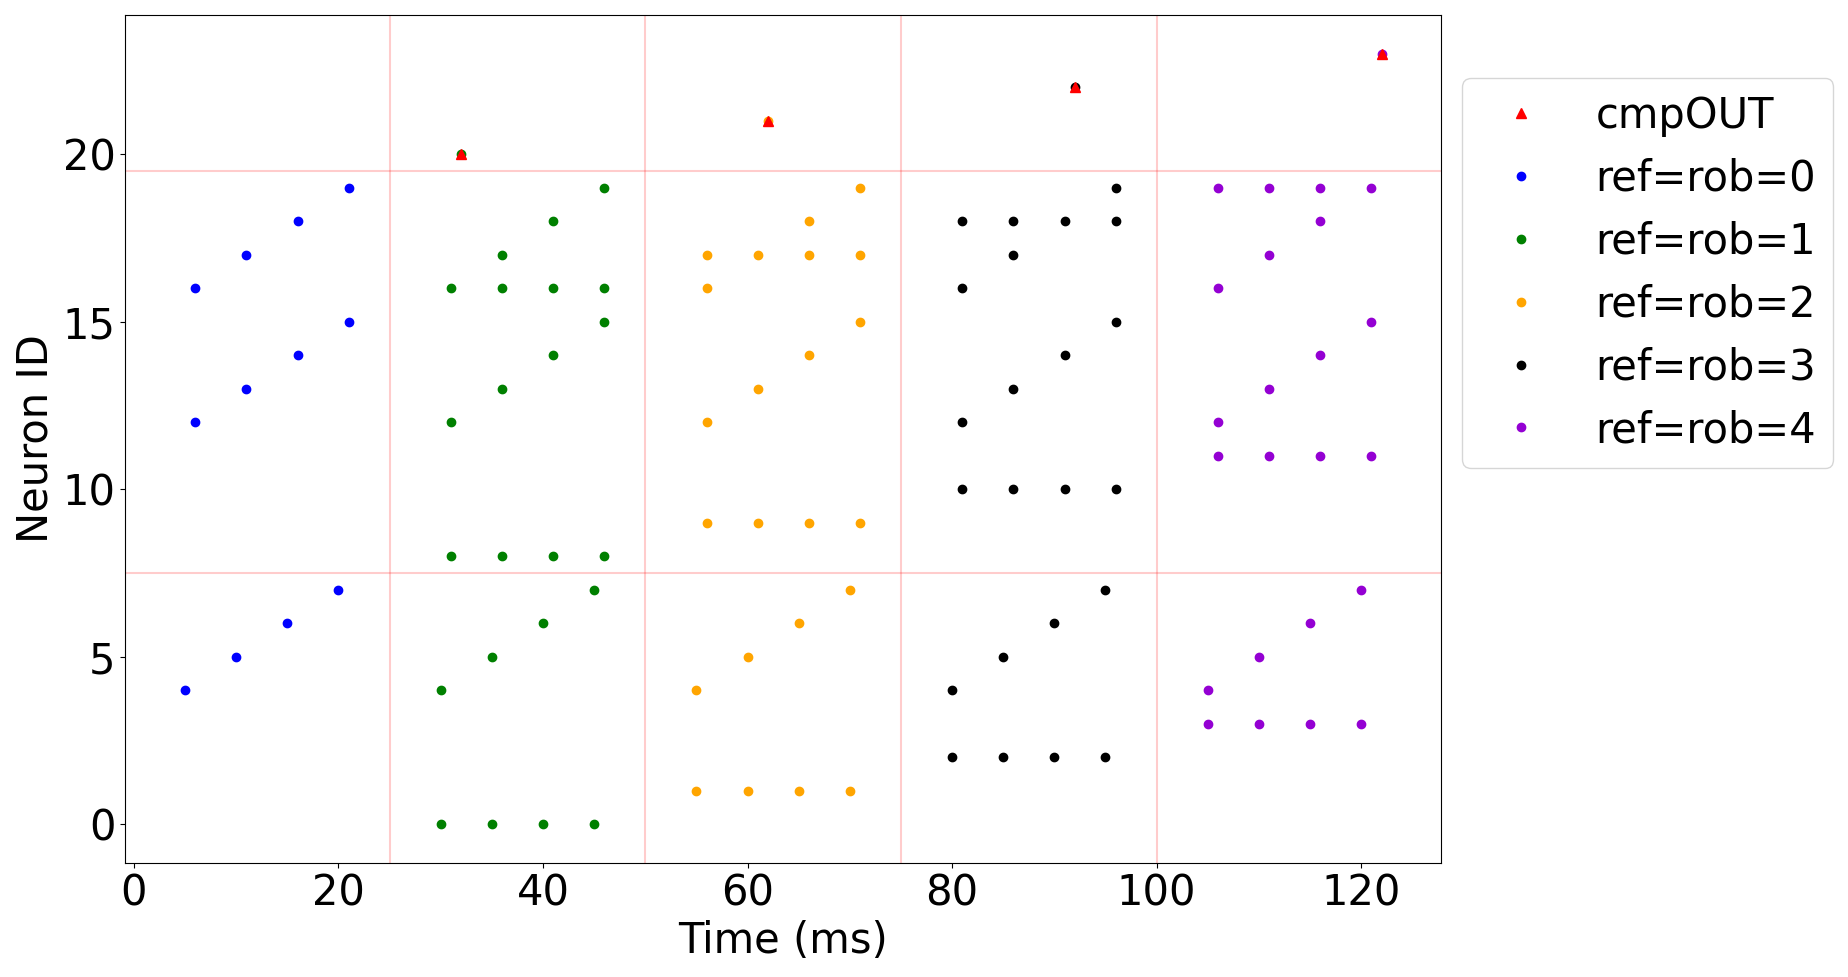 20
15
10
5
0
Neuron ID
0 20 40 60 80 100 120
Time (ms)
cmpOUT
ref=rob=0
ref=rob=1
ref=rob=2
ref=rob=3
ref=rob=4